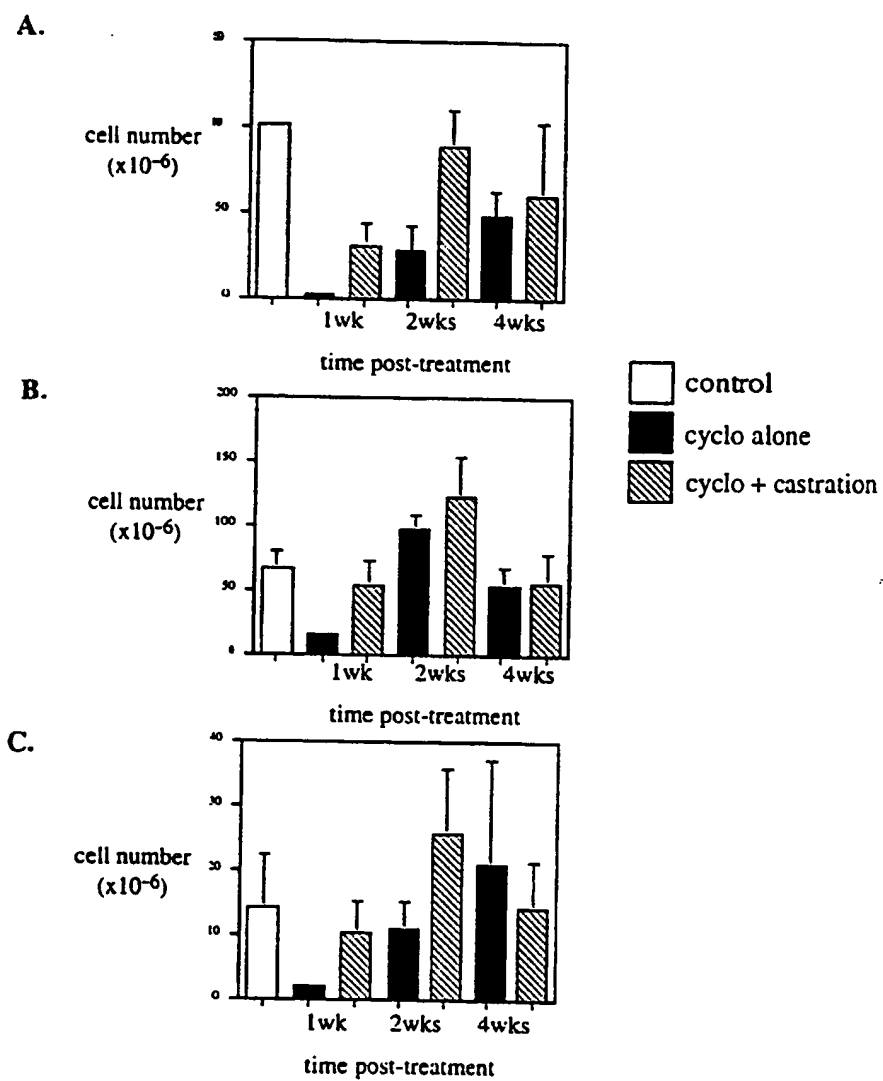 A.
cell number
(x10-6)
50
0
1wk 2wks 4wks
time post-treatment
B.
200
150
100
50
cell number
(x10-6)
1wk 2wks 4wks
time post-treatment
control
cyclo alone
cyclo + castration
C.
40
30
20
10
0
cell number
(x10-6)
1wk 2wks 4wks
time post-treatment